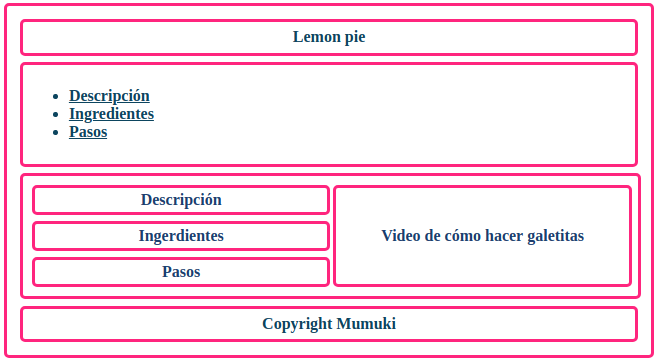 Lemon pie
Descripción
Ingredientes
Pasos
Descripción
Ingerdientes
Pasos
Video de cómo hacer galetitas
Copyright Mumuki